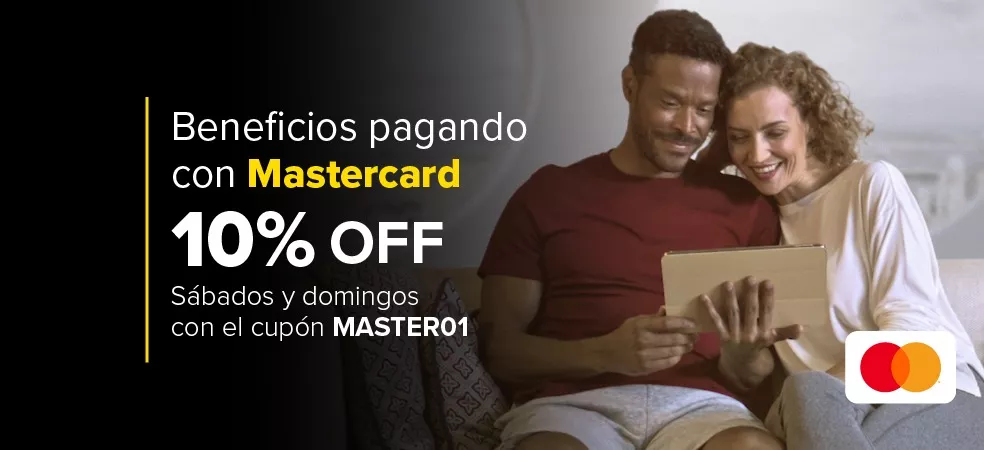 Beneficios pagando
con Mastercard
10% OFF
Sábados y domingos
con el cupón MASTER01